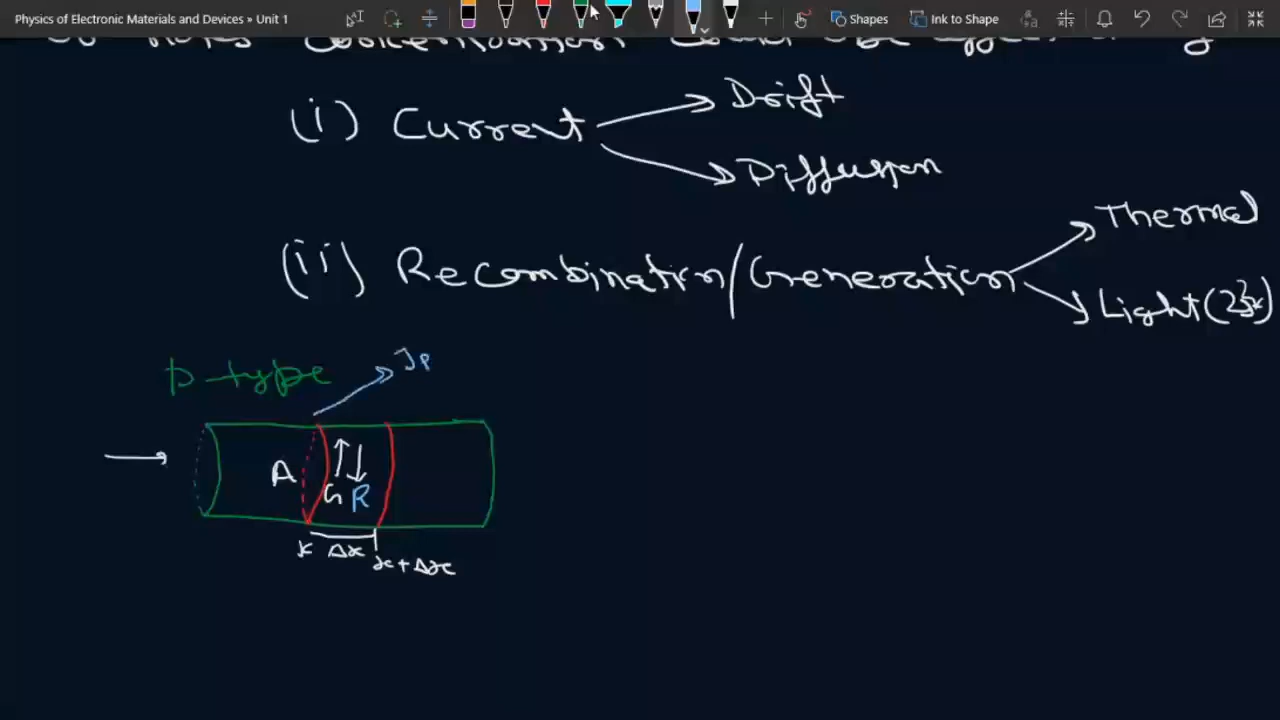 Physics of Electronic Materials and Devices » Unit 1
Shapes
Ink to Shape
(i) Current
Drift
Diffusion
(ii) Recombination/Generation
Thermal
Light
p-type
Jp
A
G R
x Δx x+Δx